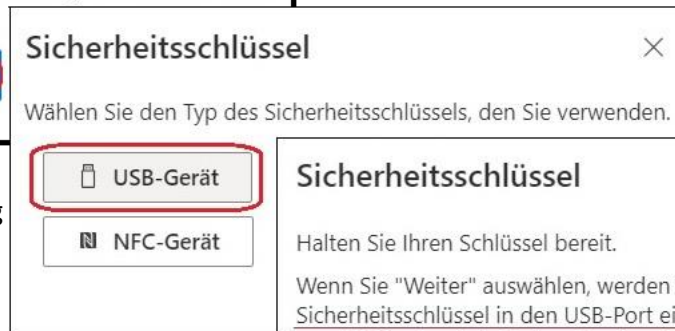 Sicherheitsschlüssel
Wählen Sie den Typ des Sicherheitsschlüssels, den Sie verwenden.
USB-Gerät
NFC-Gerät
Sicherheitsschlüssel
Halten Sie Ihren Schlüssel bereit.
Wenn Sie "Weiter" auswählen, werden
Sicherheitsschlüssel in den USB-Port